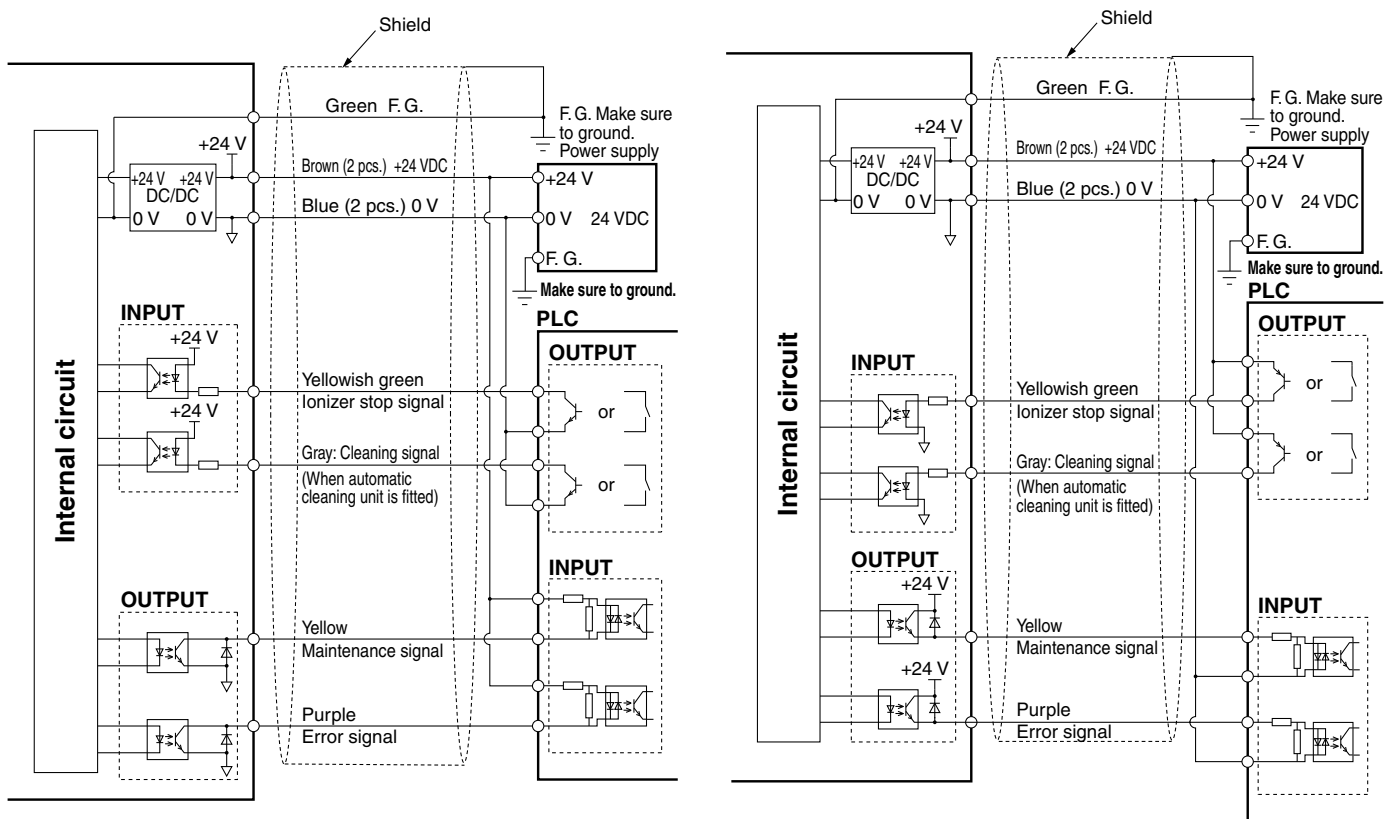 Shield
Green F.G.
F.G. Make sure
to ground.
Power supply
+24 V
Brown (2 pcs.) +24 VDC
+24 V +24 V
DC/DC
0 V 0 V
Blue (2 pcs.) 0 V
+24 V
0 V 24 VDC
F.G.
Make sure to ground.
Internal circuit
INPUT
+24 V
+24 V
Yellowish green
Ionizer stop signal
Gray: Cleaning signal
(When automatic
cleaning unit is fitted)
PLC
OUTPUT
or
or
OUTPUT
Yellow
Maintenance signal
Purple
Error signal
INPUT
Shield
Green F.G.
F.G. Make sure
to ground.
Power supply
+24 V
Brown (2 pcs.) +24 VDC
+24 V +24 V
DC/DC
0 V 0 V
Blue (2 pcs.) 0 V
+24 V
0 V 24 VDC
F.G.
Make sure to ground.
Internal circuit
INPUT
Yellowish green
Ionizer stop signal
Gray: Cleaning signal
(When automatic
cleaning unit is fitted)
PLC
OUTPUT
or
or
OUTPUT
+24 V
+24 V
Yellow
Maintenance signal
Purple
Error signal
INPUT